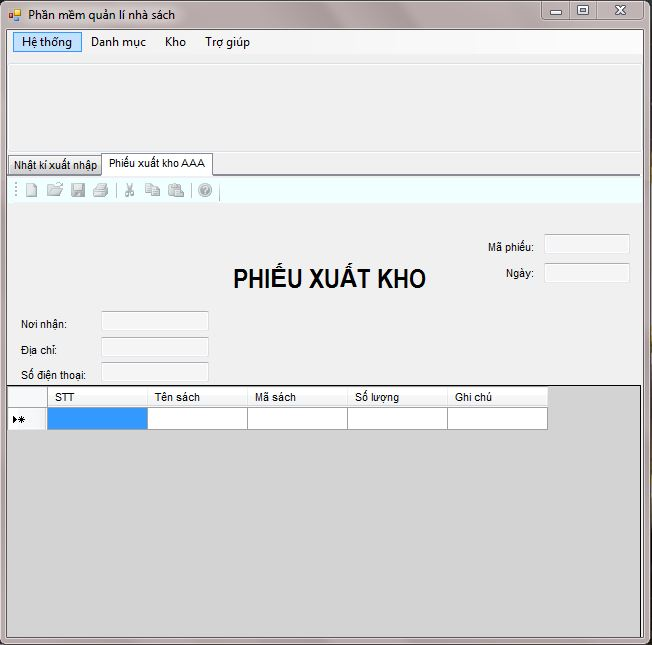 Phần mềm quản lí nhà sách
Hệ thống Danh mục Kho Trợ giúp
Nhật kí xuất nhập Phiếu xuất kho AAA
Mã phiếu:
PHIẾU XUẤT KHO
Ngày:
Nơi nhận:
Địa chỉ:
Số điện thoại:
STT Tên sách Mã sách Số lượng Ghi chú